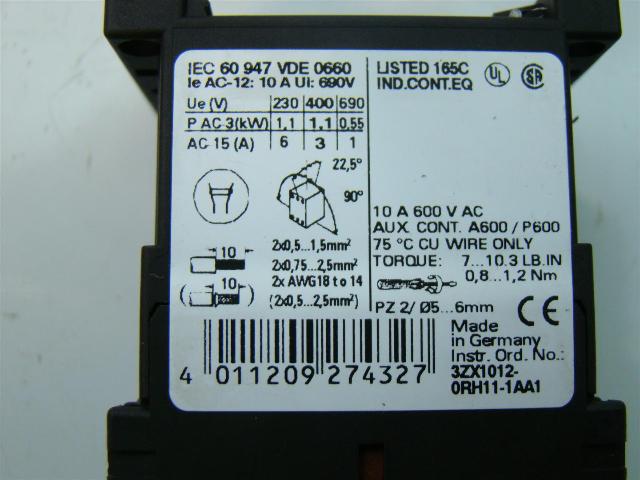 IEC 60 947 VDE 0660
Ie AC-12: 10 A Ui: 690V
Ue (V) 230 400 690
P AC 3(kW) 1,1 1,1 0,55
AC 15 (A) 6 3 1
22,5°
90°
10 2x0,5...1,5mm²
2x0,75...2,5mm²
10 2x AWG18 to 14
(2x0,5...2,5mm²)
LISTED 165C
IND.CONT.EQ
UL
SA
10 A 600 V AC
AUX. CONT. A600 / P600
75 °C CU WIRE ONLY
TORQUE: 7...10.3 LB.IN
0,8...1,2 Nm
PZ 2/ Ø5...6mm
CE
Made
in Germany
Instr. Ord. No.:
3ZX1012-
0RH11-1AA1
4 011209 274327